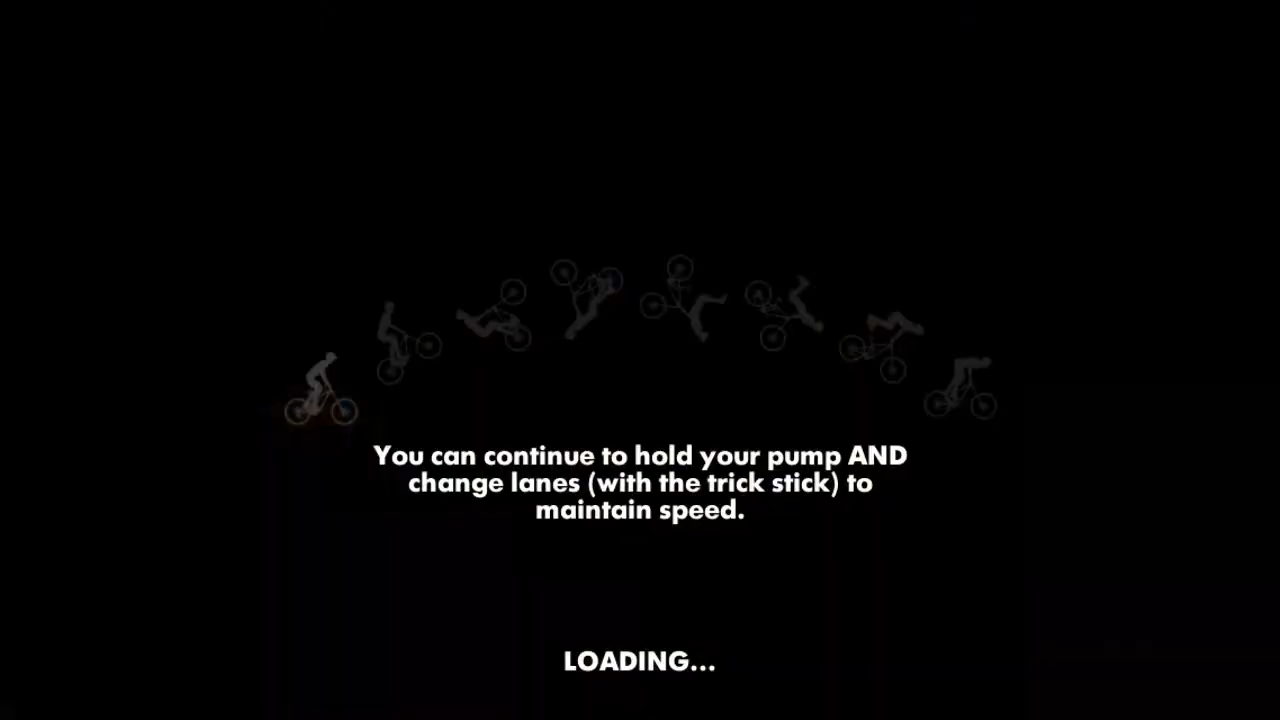 You can continue to hold your pump AND
change lanes (with the trick stick) to
maintain speed.
LOADING...